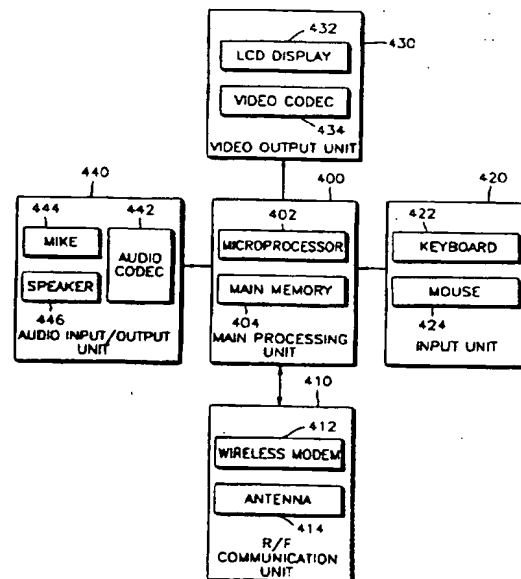 432
430
LCD DISPLAY
VIDEO CODEC
434
VIDEO OUTPUT UNIT
440
444
442
MIKE
AUDIO
CODEC
SPEAKER
446
AUDIO INPUT/OUTPUT
UNIT
400
402
MICROPROCESSOR
MAIN MEMORY
404
MAIN PROCESSING
UNIT
420
422
KEYBOARD
MOUSE
424
INPUT UNIT
410
412
WIRELESS MODEM
ANTENNA
414
R/F
COMMUNICATION
UNIT